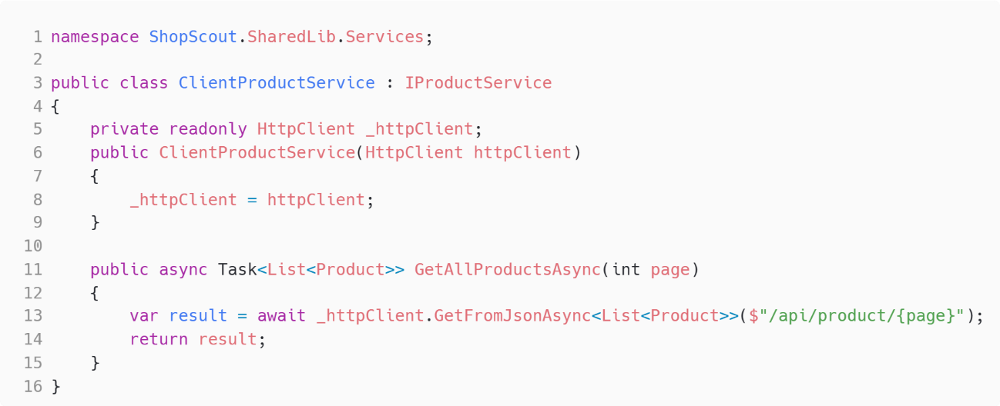 1 namespace ShopScout.SharedLib.Services;
2
3 public class ClientProductService : IProductService
4 {
5     private readonly HttpClient _httpClient;
6     public ClientProductService(HttpClient httpClient)
7     {
8         _httpClient = httpClient;
9     }
10
11     public async Task<List<Product>> GetAllProductsAsync(int page)
12     {
13         var result = await _httpClient.GetFromJsonAsync<List<Product>>($"/api/product/{page}");
14         return result;
15     }
16 }